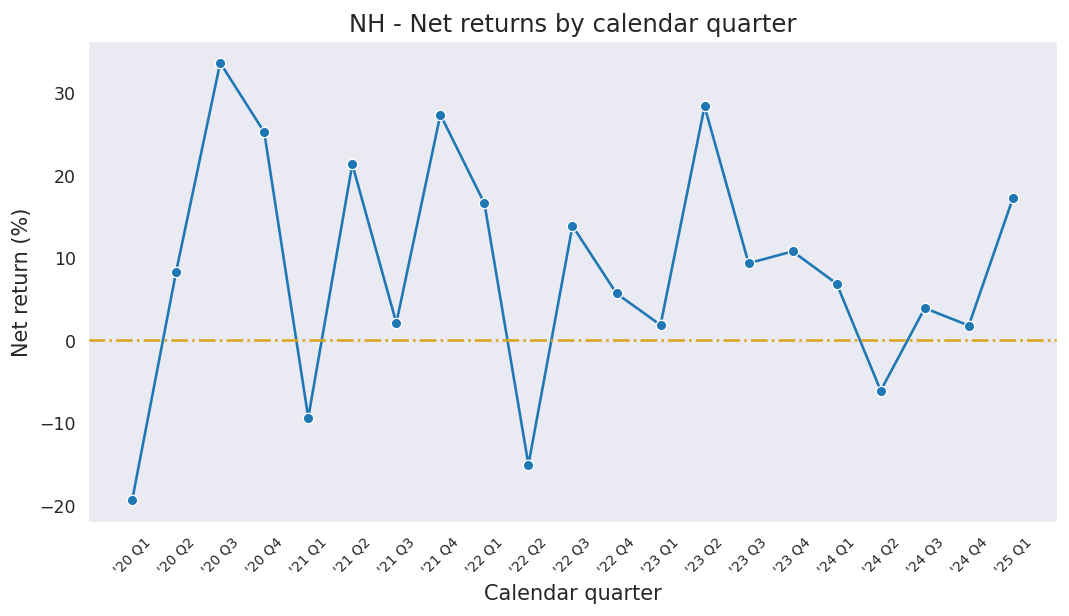 NH - Net returns by calendar quarter
Net return (%)
30
20
10
0
−10
−20
'20 Q1
'20 Q2
'20 Q3
'20 Q4
'21 Q1
'21 Q2
'21 Q3
'21 Q4
'22 Q1
'22 Q2
'22 Q3
'22 Q4
'23 Q1
'23 Q2
'23 Q3
'23 Q4
'24 Q1
'24 Q2
'24 Q3
'24 Q4
'25 Q1
Calendar quarter